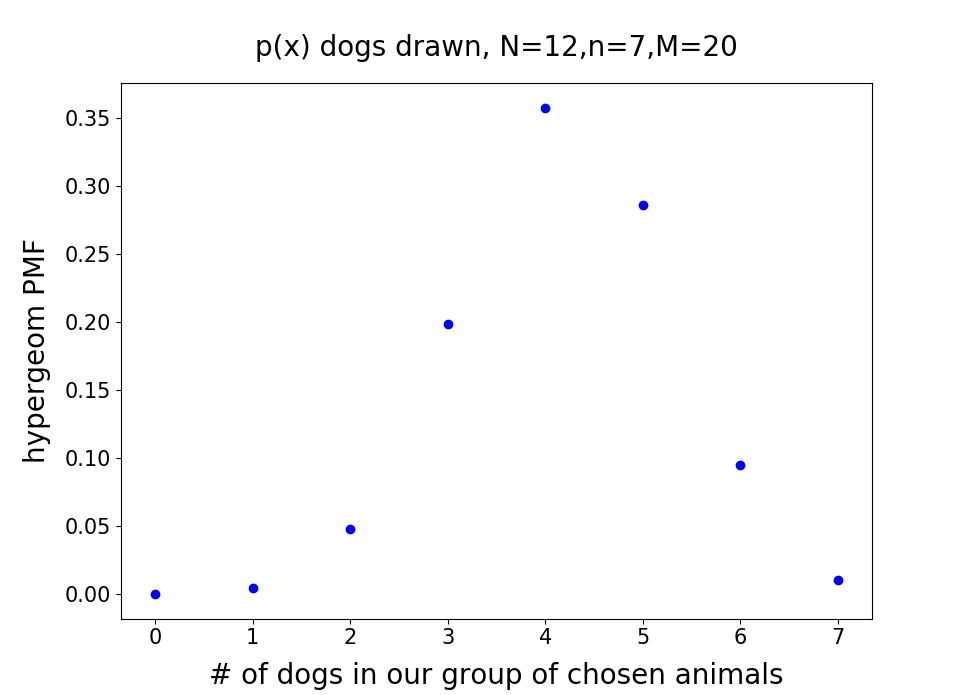 p(x) dogs drawn, N=12,n=7,M=20
hypergeom PMF
0.35
0.30
0.25
0.20
0.15
0.10
0.05
0.00
0 1 2 3 4 5 6 7
# of dogs in our group of chosen animals